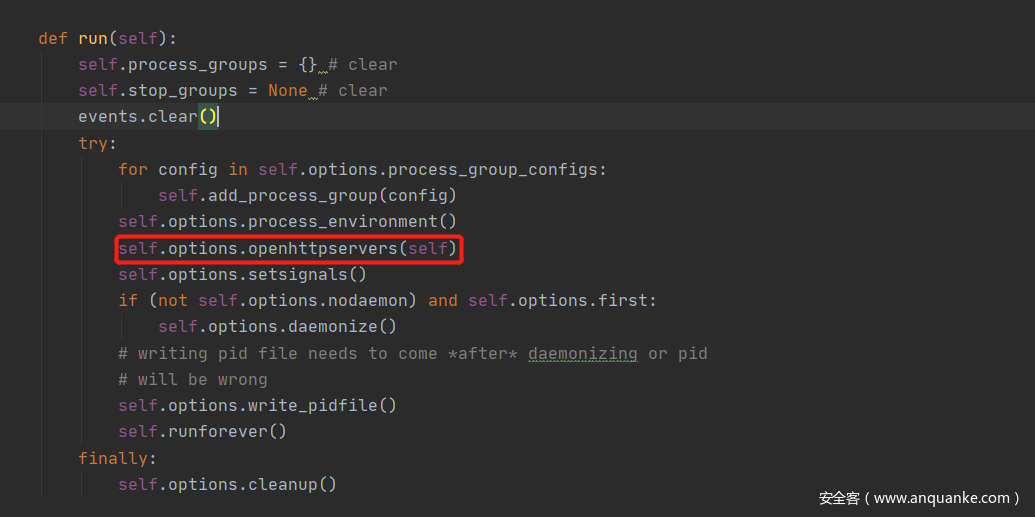 def run(self):
self.process_groups = {} # clear
self.stop_groups = None # clear
events.clear()
try:
for config in self.options.process_group_configs:
self.add_process_group(config)
self.options.process_environment()
self.options.openhttpservers(self)
self.options.setsignals()
if (not self.options.nodaemon) and self.options.first:
self.options.daemonize()
# writing pid file needs to come *after* daemonizing or pid
# will be wrong
self.options.write_pidfile()
self.runforever()
finally:
self.options.cleanup()
安全客（www.anquanke.com）